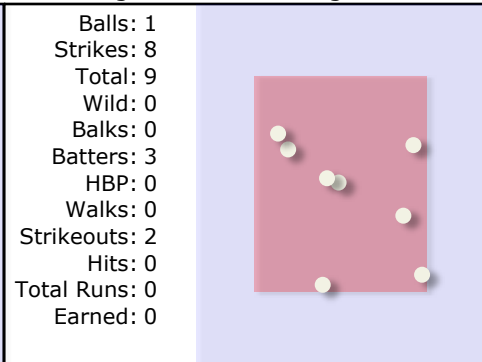 Balls: 1
Strikes: 8
Total: 9
Wild: 0
Balks: 0
Batters: 3
HBP: 0
Walks: 0
Strikeouts: 2
Hits: 0
Total Runs: 0
Earned: 0